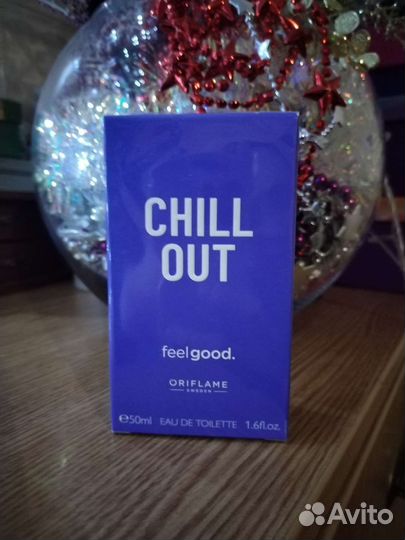 CHILL
OUT
feelgood.
ORIFLAME
SWEDEN
℮50ml EAU DE TOILETTE 1.6fl.oz.
Avito